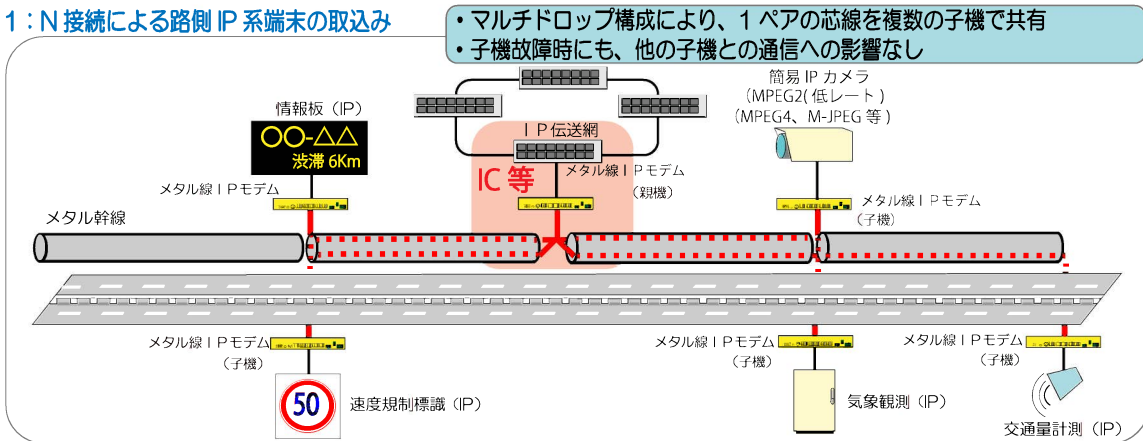 1：N 接続による路側 IP 系端末の取込み
・マルチドロップ構成により、１ペアの芯線を複数の子機で共有
・子機故障時にも、他の子機との通信への影響なし
情報板（IP）
〇〇-△△
渋滞 6Km
メタル線ＩＰモデム
ＩＰ伝送網
IC 等
メタル線ＩＰモデム
（親機）
簡易 IP カメラ
（MPEG2( 低レート )
（MPEG4、M-JPEG 等）
メタル線ＩＰモデム
（子機）
メタル幹線
メタル線ＩＰモデム
（子機）
50
速度規制標識（IP）
メタル線ＩＰモデム
（子機）
気象観測（IP）
メタル線ＩＰモデム
（子機）
交通量計測（IP）